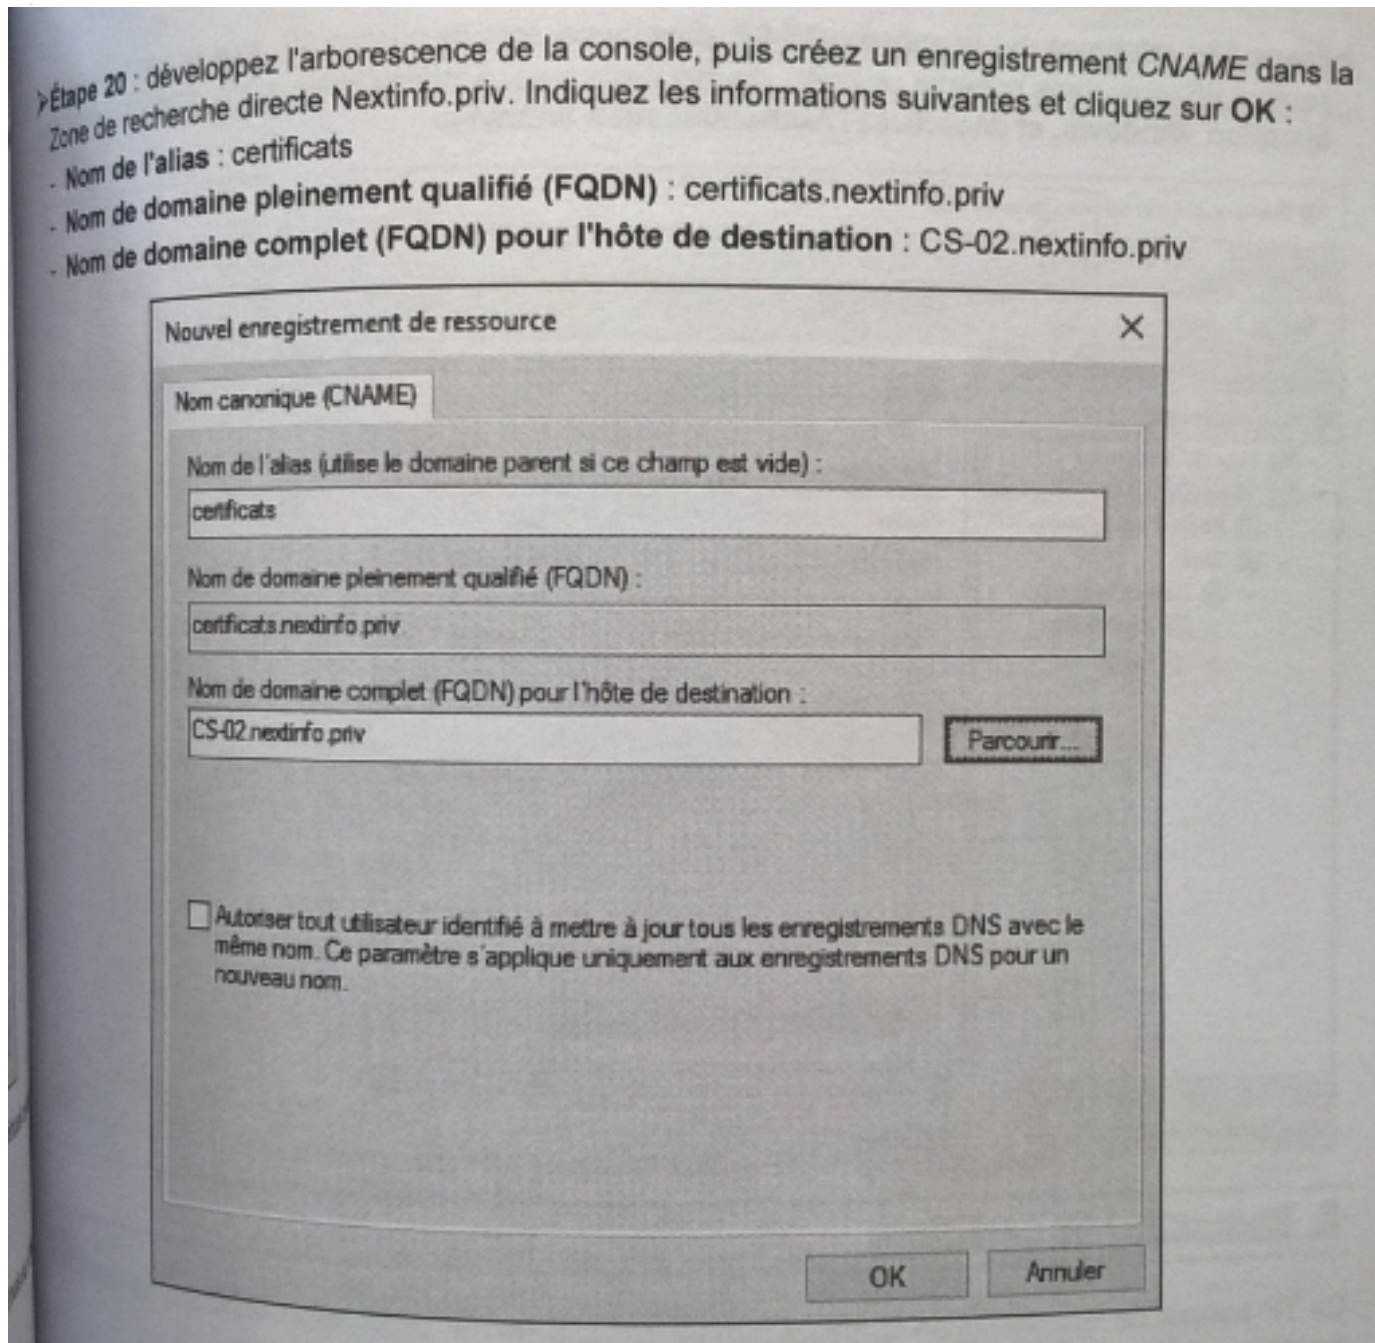 ➢Étape 20 : développez l'arborescence de la console, puis créez un enregistrement CNAME dans la
Zone de recherche directe Nextinfo.priv. Indiquez les informations suivantes et cliquez sur OK :
- Nom de l'alias : certificats
- Nom de domaine pleinement qualifié (FQDN) : certificats.nextinfo.priv
- Nom de domaine complet (FQDN) pour l'hôte de destination : CS-02.nextinfo.priv
Nouvel enregistrement de ressource
Nom canonique (CNAME)
Nom de l'alias (utilise le domaine parent si ce champ est vide) :
certificats
Nom de domaine pleinement qualifié (FQDN) :
certificats.nextinfo.priv.
Nom de domaine complet (FQDN) pour l'hôte de destination :
CS-02.nextinfo.priv
Parcourir...
Autoriser tout utilisateur identifié à mettre à jour tous les enregistrements DNS avec le
même nom. Ce paramètre s'applique uniquement aux enregistrements DNS pour un
nouveau nom.
OK
Annuler